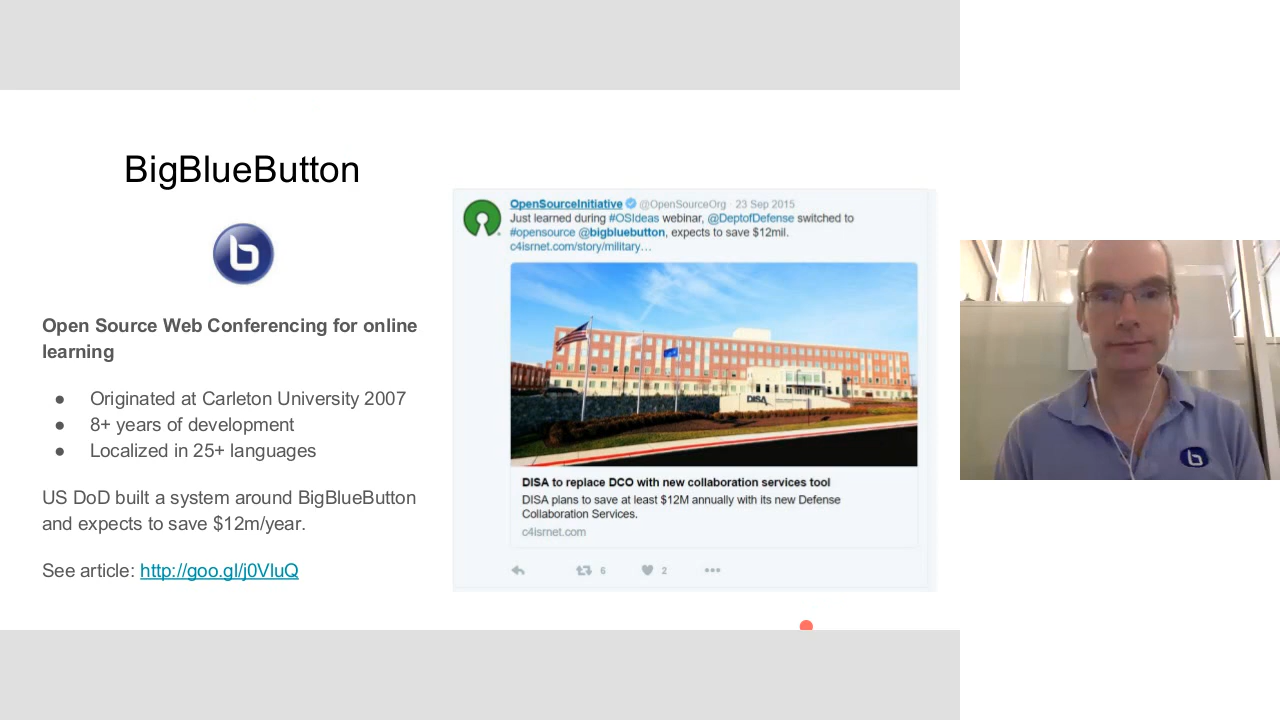 BigBlueButton
Open Source Web Conferencing for online
learning
● Originated at Carleton University 2007
● 8+ years of development
● Localized in 25+ languages
US DoD built a system around BigBlueButton
and expects to save $12m/year.
See article: http://goo.gl/j0VluQ
OpenSourceInitiative @OpenSourceOrg · 23 Sep 2015
Just learned during #OSIdeas webinar, @DeptofDefense switched to
#opensource @bigbluebutton, expects to save $12mil.
c4isrnet.com/story/military…
DISA
DISA to replace DCO with new collaboration services tool
DISA plans to save at least $12M annually with its new Defense
Collaboration Services.
c4isrnet.com
6 2
b
b